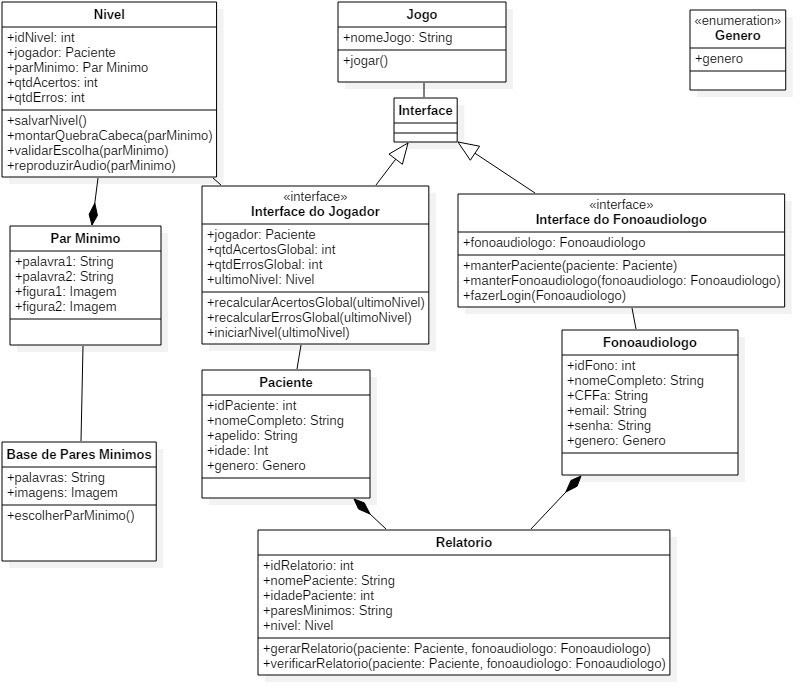 Nivel
+idNivel: int
+jogador: Paciente
+parMinimo: Par Minimo
+qtdAcertos: int
+qtdErros: int
+salvarNivel()
+montarQuebraCabeca(parMinimo)
+validarEscolha(parMinimo)
+reproduzirAudio(parMinimo)
Jogo
+nomeJogo: String
+jogar()
«enumeration»
Genero
+genero
Interface
«interface»
Interface do Jogador
+jogador: Paciente
+qtdAcertosGlobal: int
+qtdErrosGlobal: int
+ultimoNivel: Nivel
+recalcularAcertosGlobal(ultimoNivel)
+recalcularErrosGlobal(ultimoNivel)
+iniciarNivel(ultimoNivel)
«interface»
Interface do Fonoaudiologo
+fonoaudiologo: Fonoaudiologo
+manterPaciente(paciente: Paciente)
+manterFonoaudiologo(fonoaudiologo: Fonoaudiologo)
+fazerLogin(Fonoaudiologo)
Par Minimo
+palavra1: String
+palavra2: String
+figura1: Imagem
+figura2: Imagem
Fonoaudiologo
+idFono: int
+nomeCompleto: String
+CFFa: String
+email: String
+senha: String
+genero: Genero
Paciente
+idPaciente: int
+nomeCompleto: String
+apelido: String
+idade: Int
+genero: Genero
Base de Pares Minimos
+palavras: String
+imagens: Imagem
+escolherParMinimo()
Relatorio
+idRelatorio: int
+nomePaciente: String
+idadePaciente: int
+paresMinimos: String
+nivel: Nivel
+gerarRelatorio(paciente: Paciente, fonoaudiologo: Fonoaudiologo)
+verificarRelatorio(paciente: Paciente, fonoaudiologo: Fonoaudiologo)